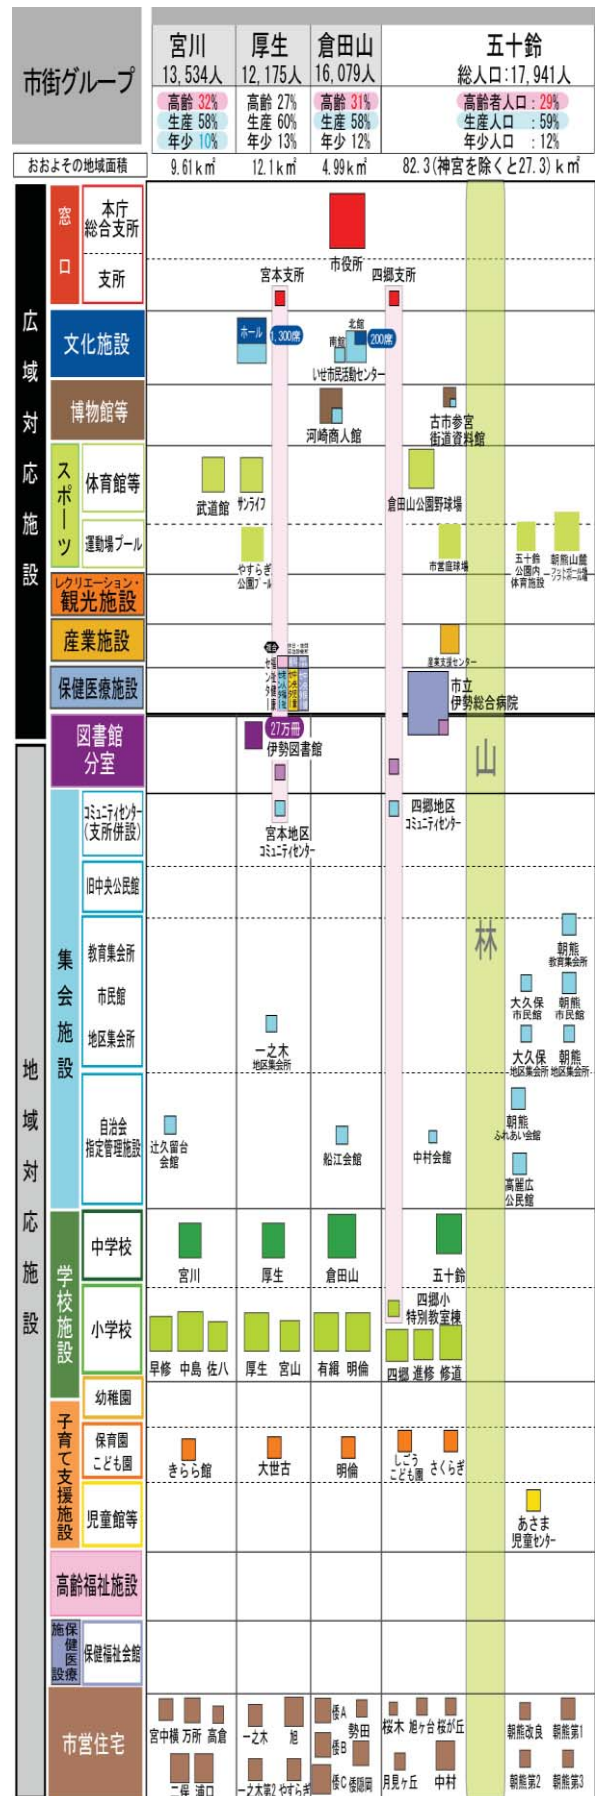 市街グループ
宮川
13,534人
高齢 32%
生産 58%
年少 10%
厚生
12,175人
高齢 27%
生産 60%
年少 13%
倉田山
16,079人
高齢 31%
生産 58%
年少 12%
五十鈴
総人口:17,941人
高齢者人口:29%
生産人口:59%
年少人口:12%
おおよその地域面積
9.61k㎡
12.1k㎡
4.99k㎡
82.3(神宮を除くと27.3)k㎡
広域対応施設
窓口
本庁
総合支所
支所
市役所
宮本支所
四郷支所
文化施設
ホール
1,300席
北館
南館
200席
いせ市民活動センター
博物館等
河崎商人館
古市参宮
街道資料館
スポーツ
体育館等
武道館
サンライフ
倉田山公園野球場
運動場プール
やすらぎ
公園プール
市営庭球場
五十鈴
公園内
体育施設
朝熊山麓
フットボール場
ソフトボール場
レクリエーション・
観光施設
産業施設
産業支援センター
保健医療施設
市立
伊勢総合病院
図書館
分室
27万冊
伊勢図書館
山林
地域対応施設
集会施設
コミュニティセンター
(支所併設)
宮本地区
コミュニティセンター
四郷地区
コミュニティセンター
旧中央公民館
教育集会所
市民館
地区集会所
朝熊
教育集会所
大久保
市民館
朝熊
市民館
一之木
地区集会所
大久保
地区集会所
朝熊
地区集会所
自治会
指定管理施設
辻久留台
会館
船江会館
中村会館
朝熊
ふれあい会館
高麗広
公民館
学校施設
中学校
宮川
厚生
倉田山
五十鈴
小学校
四郷小
特別教室棟
早修 中島 佐八
厚生 宮山
有緝 明倫
四郷 進修 修道
幼稚園
子育て支援施設
保育園
こども園
きらら館
大世古
明倫
しごう
こども園
さくらぎ
児童館等
あさま
児童センター
高齢福祉施設
保健医療施設
保健福祉会館
市営住宅
宮中横 万所 高倉
二俣 浦口
一之木 旭
一之木第2 やすらぎ
倭A
勢田
倭B
倭C 倭隠岡
桜木 旭ヶ台 桜が丘
月見ヶ丘 中村
朝熊改良 朝熊第1
朝熊第2 朝熊第3